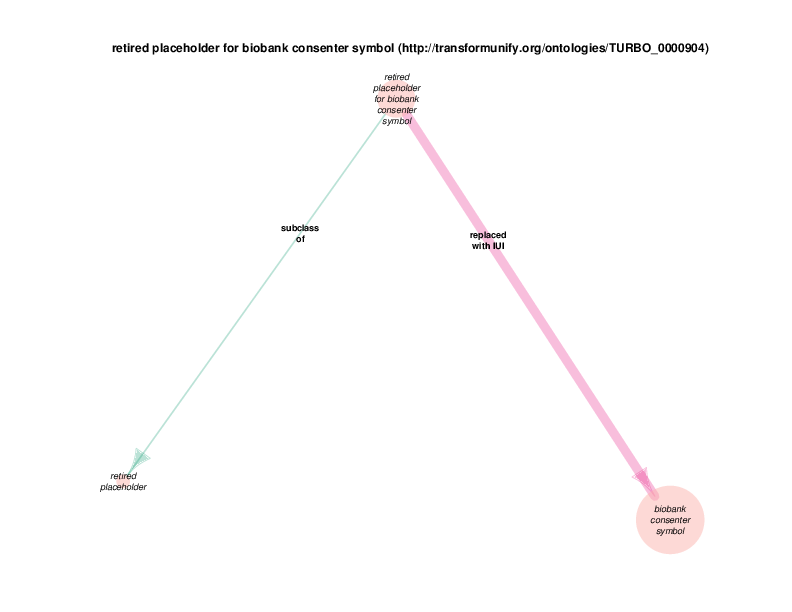 retired placeholder for biobank consenter symbol (http://transformunify.org/ontologies/TURBO_0000904)
retired
placeholder
for biobank
consenter
symbol
subclass
of
replaced
with IUI
retired
placeholder
biobank
consenter
symbol